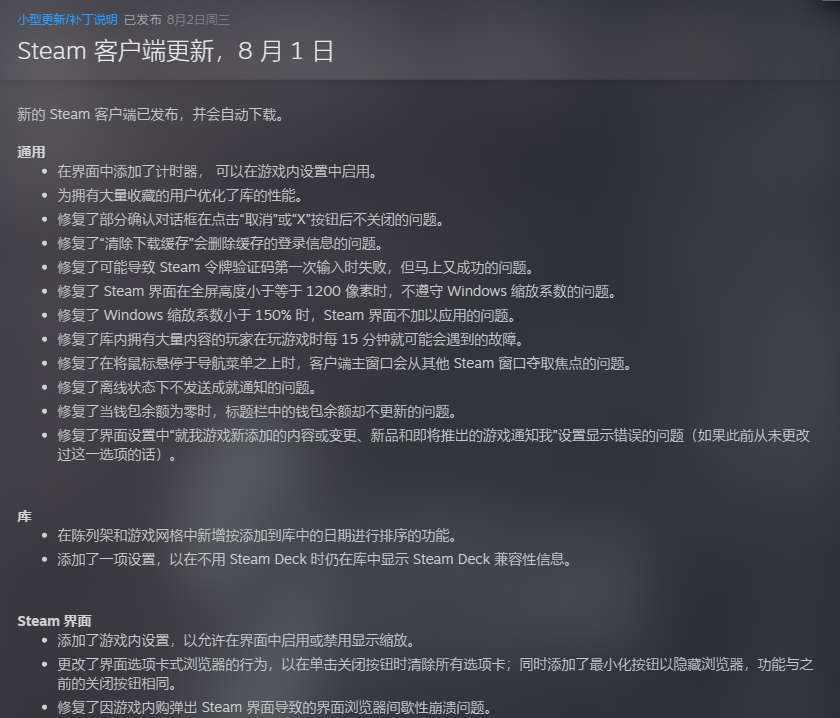 小型更新/补丁说明 已发布 8月2日周三
Steam 客户端更新，8 月 1 日
新的 Steam 客户端已发布，并会自动下载。
通用
在界面中添加了计时器， 可以在游戏内设置中启用。
为拥有大量收藏的用户优化了库的性能。
修复了部分确认对话框在点击“取消”或“X”按钮后不关闭的问题。
修复了“清除下载缓存”会删除缓存的登录信息的问题。
修复了可能导致 Steam 令牌验证码第一次输入时失败，但马上又成功的问题。
修复了 Steam 界面在全屏高度小于等于 1200 像素时，不遵守 Windows 缩放系数的问题。
修复了 Windows 缩放系数小于 150% 时，Steam 界面不加以应用的问题。
修复了库内拥有大量内容的玩家在玩游戏时每 15 分钟就可能会遇到的故障。
修复了在将鼠标悬停于导航菜单之上时，客户端主窗口会从其他 Steam 窗口夺取焦点的问题。
修复了离线状态下不发送成就通知的问题。
修复了当钱包余额为零时，标题栏中的钱包余额却不更新的问题。
修复了界面设置中“就我游戏新添加的内容或变更、新品和即将推出的游戏通知我”设置显示错误的问题（如果此前从未更改
过这一选项的话）。
库
在陈列架和游戏网格中新增按添加到库中的日期进行排序的功能。
添加了一项设置，以在不用 Steam Deck 时仍在库中显示 Steam Deck 兼容性信息。
Steam 界面
添加了游戏内设置，以允许在界面中启用或禁用显示缩放。
更改了界面选项卡式浏览器的行为，以在单击关闭按钮时清除所有选项卡；同时添加了最小化按钮以隐藏浏览器，功能与之
前的关闭按钮相同。
修复了因游戏内购弹出 Steam 界面导致的界面浏览器间歇性崩溃问题。